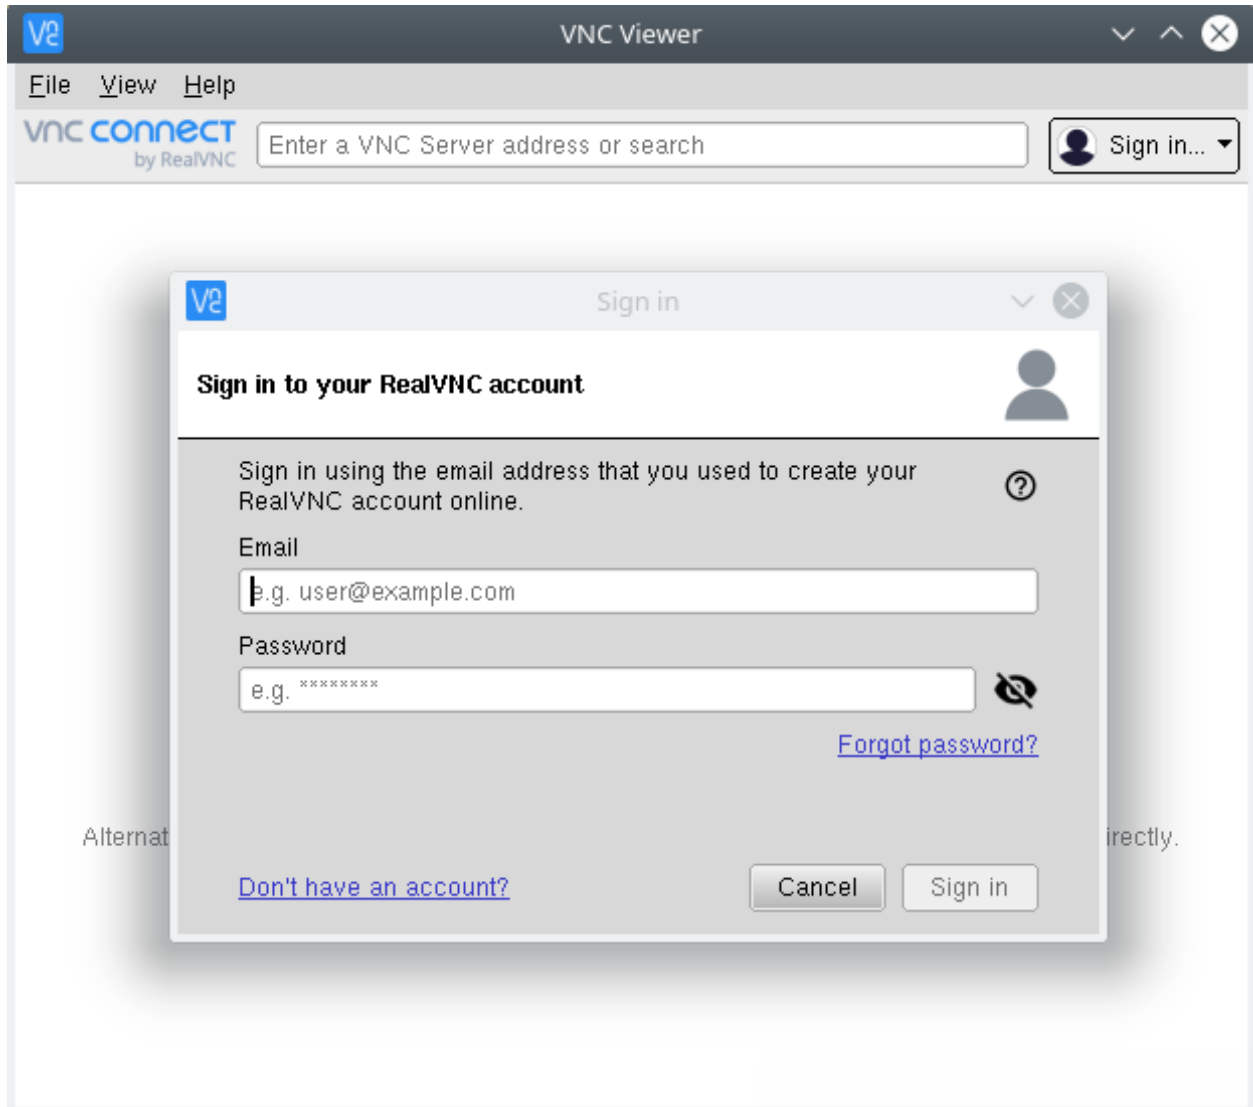 VNC Viewer
File View Help
VNC CONNECT
by RealVNC
Enter a VNC Server address or search
Sign in...
Sign in
Sign in to your RealVNC account
Sign in using the email address that you used to create your
RealVNC account online.
Email
e.g. user@example.com
Password
e.g. ********
Forgot password?
Alternat
irectly.
Don't have an account?
Cancel
Sign in